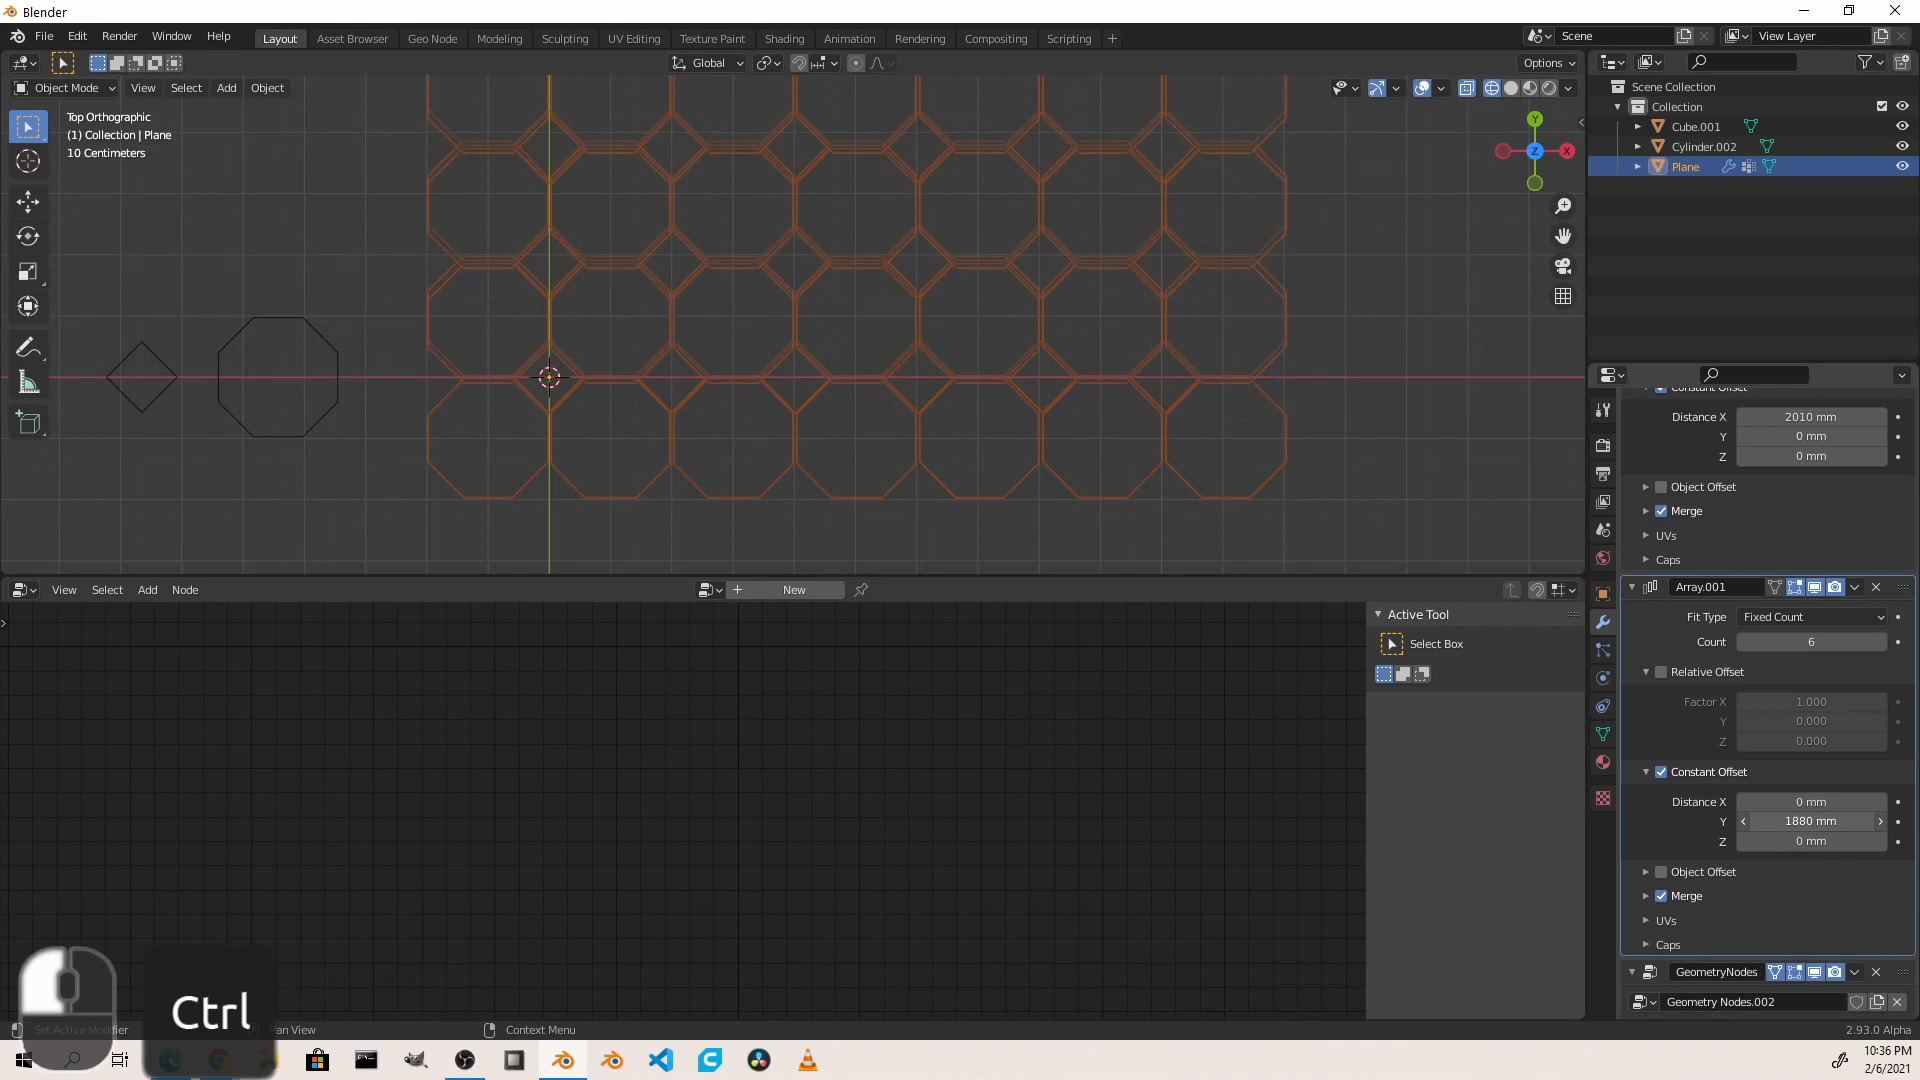 Blender
File Edit Render Window Help Layout Asset Browser Geo Node Modeling Sculpting UV Editing Texture Paint Shading Animation Rendering Compositing Scripting + Scene View Layer
Global Options
Object Mode View Select Add Object
Top Orthographic
(1) Collection | Plane
10 Centimeters
Y
X
Z
Scene Collection
Collection
Cube.001
Cylinder.002
Plane
Constant Offset
Distance X 2010 mm
Y 0 mm
Z 0 mm
Object Offset
Merge
UVs
Caps
Array.001
Fit Type Fixed Count
Count 6
Relative Offset
Factor X 1.000
Y 0.000
Z 0.000
Constant Offset
Distance X 0 mm
Y 1880 mm
Z 0 mm
Object Offset
Merge
UVs
Caps
GeometryNodes
Geometry Nodes.002
View Select Add Node + New
Active Tool
Select Box
Ctrl
Set Active Modifier Pan View Context Menu 2.93.0 Alpha
10:36 PM
2/6/2021